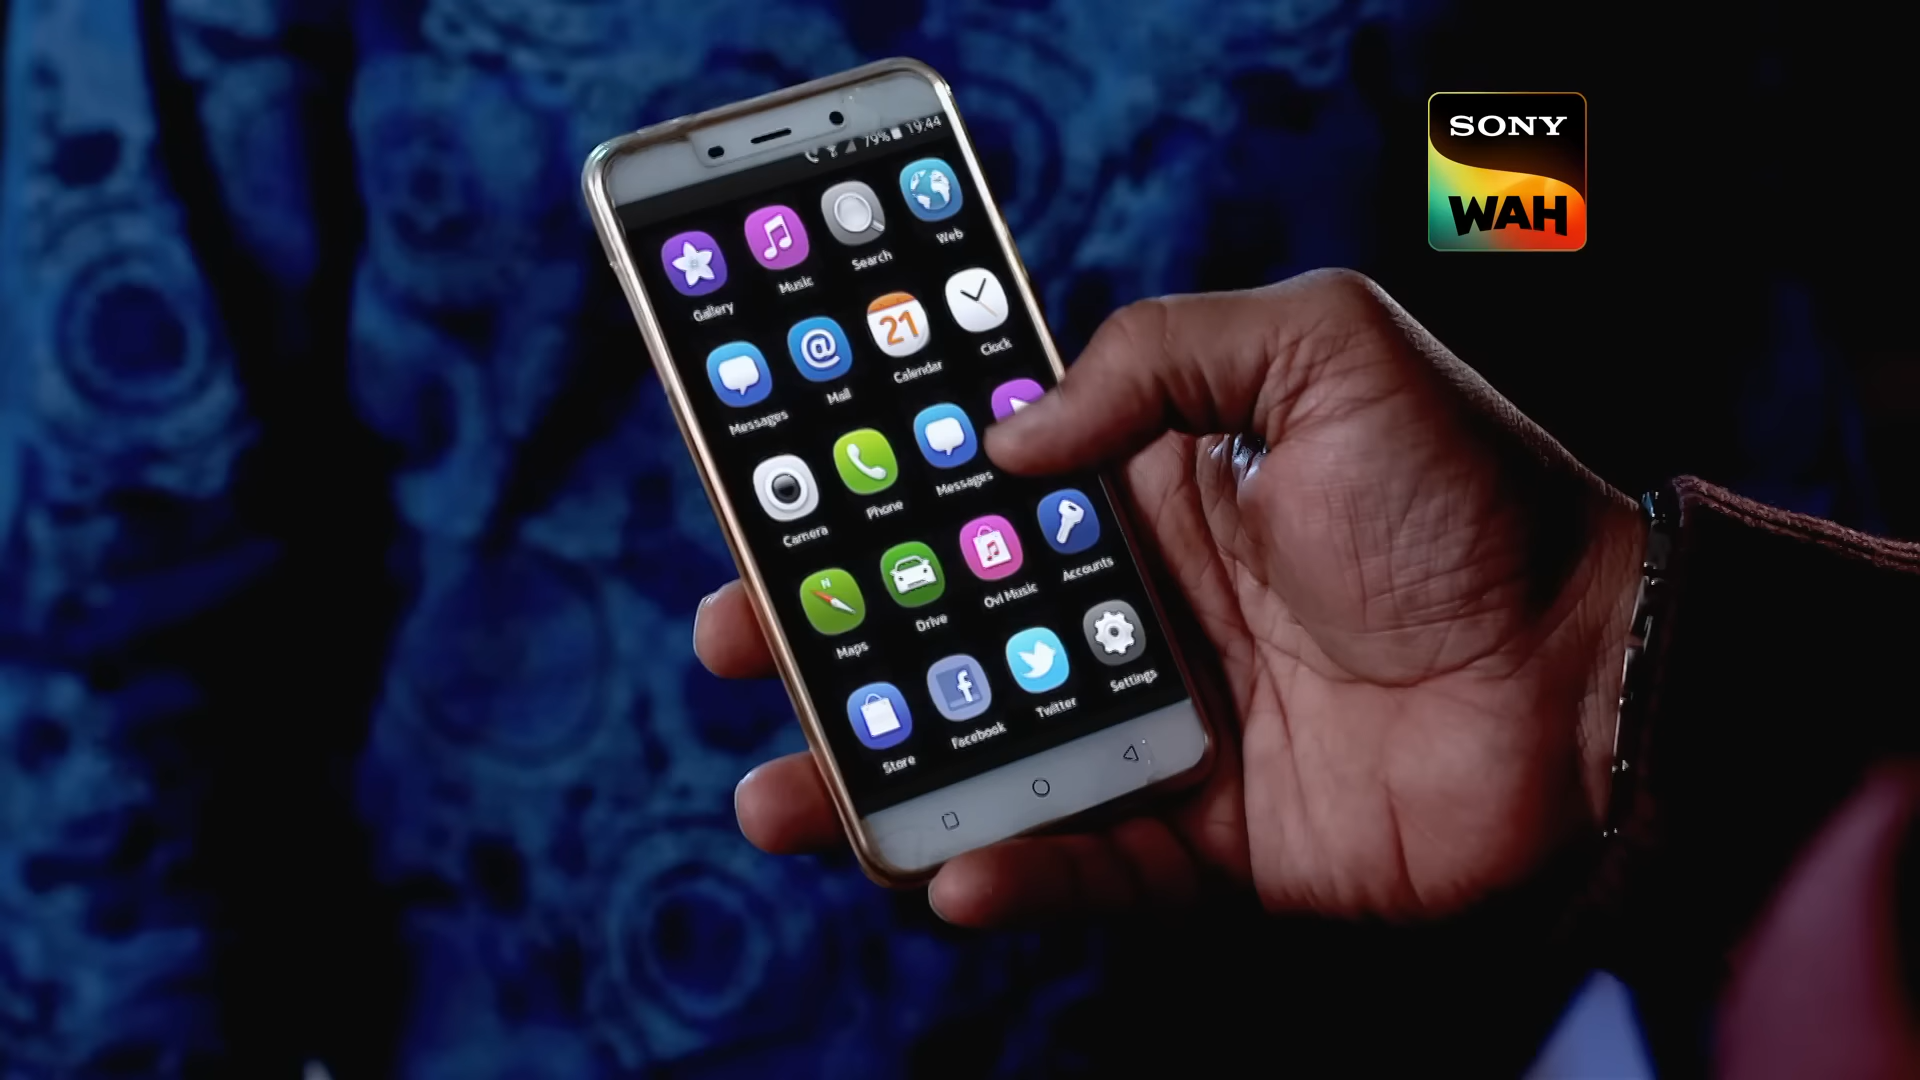 SONY
WAH
79% 19:44
Gallery Music Search Web
Messages Mail 21 Calendar Clock
Camera Phone Messages
Maps Drive Ovi Music Accounts
Store Facebook Twitter Settings